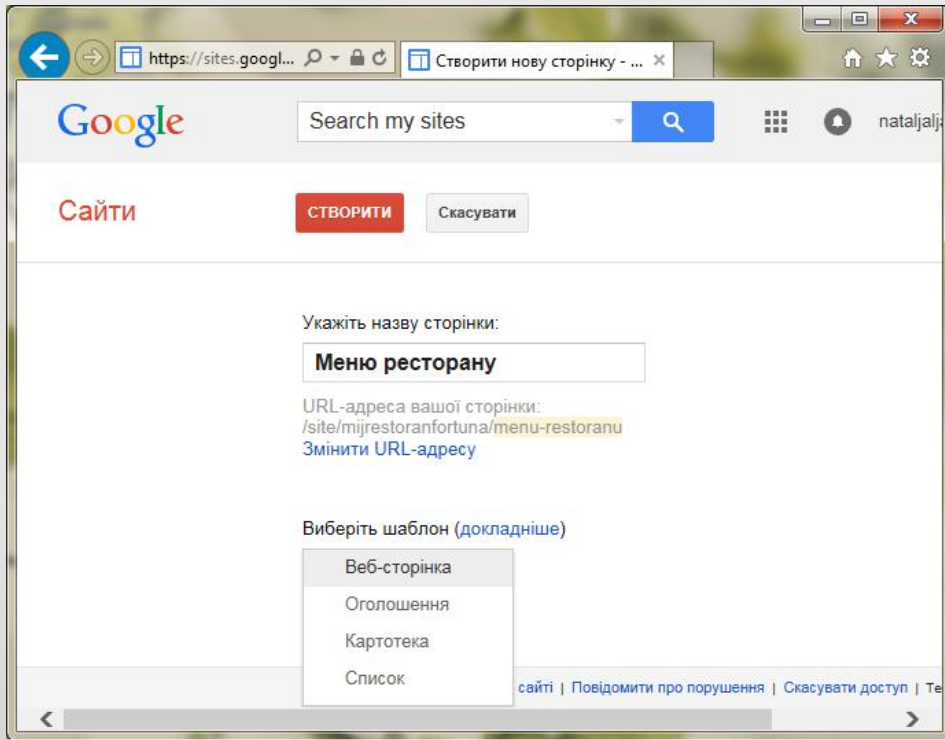 https://sites.googl...
Створити нову сторінку - ...
Google
Search my sites
nataljalj
Сайти
СТВОРИТИ
Скасувати
Укажіть назву сторінки:
Меню ресторану
URL-адреса вашої сторінки:
/site/mijrestoranfortuna/menu-restoranu
Змінити URL-адресу
Виберіть шаблон (докладніше)
Веб-сторінка
Оголошення
Картотека
Список
сайті | Повідомити про порушення | Скасувати доступ | Те